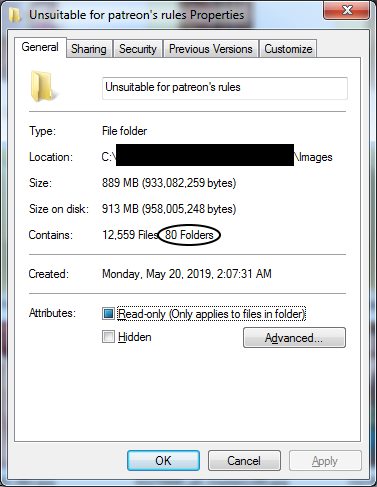 Unsuitable for patreon's rules Properties
General Sharing Security Previous Versions Customize
Unsuitable for patreon's rules
Type: File folder
Location: C:\ \Images
Size: 889 MB (933,082,259 bytes)
Size on disk: 913 MB (958,005,248 bytes)
Contains: 12,559 Files, 80 Folders
Created: Monday, May 20, 2019, 2:07:31 AM
Attributes: Read-only (Only applies to files in folder)
Hidden Advanced...
OK Cancel Apply